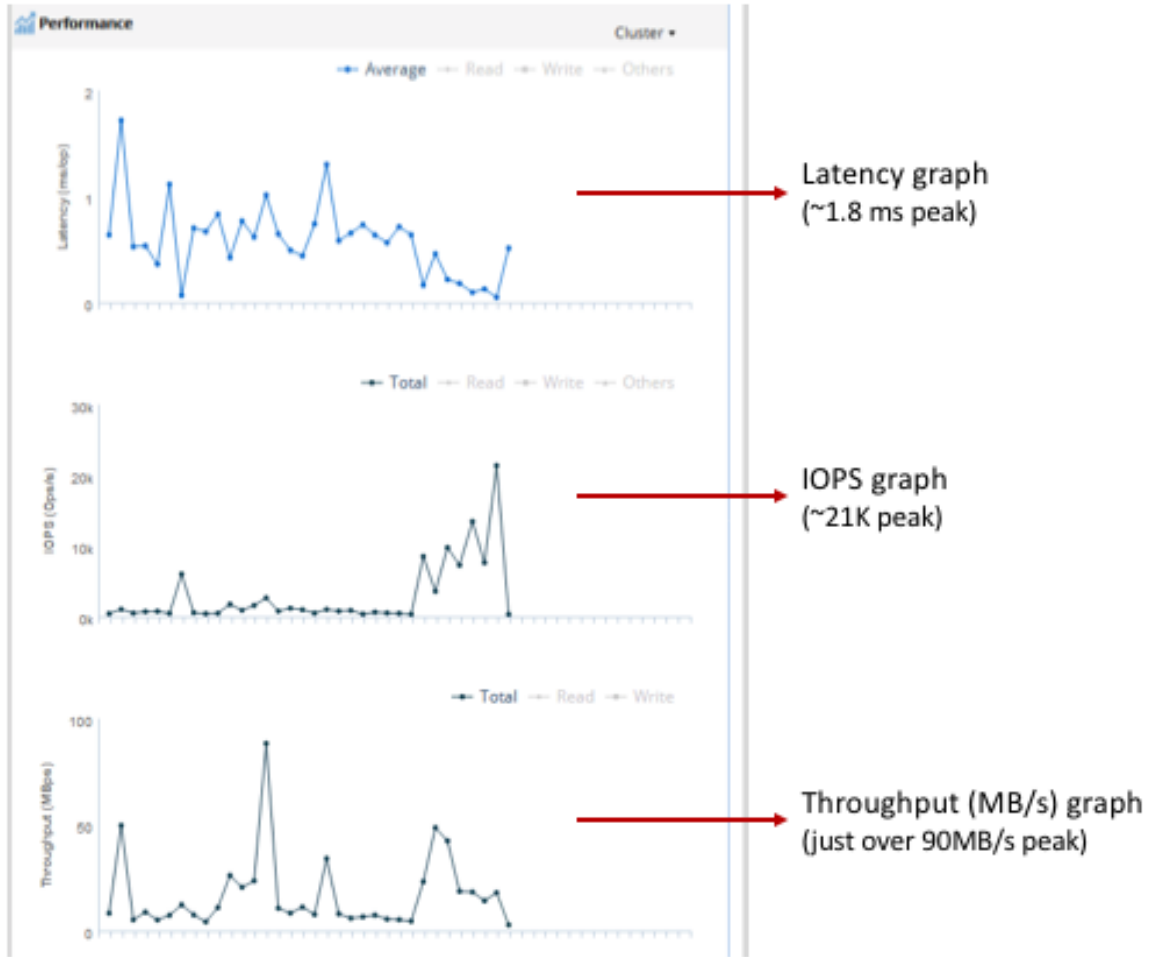 Performance
Cluster ▾
Average Read Write Others
2
1
0
Latency (ms/op)
Latency graph
(~1.8 ms peak)
Total Read Write Others
30k
20k
10k
0k
IOPS (Ops/s)
IOPS graph
(~21K peak)
Total Read Write
100
50
0
Throughput (MBps)
Throughput (MB/s) graph
(just over 90MB/s peak)